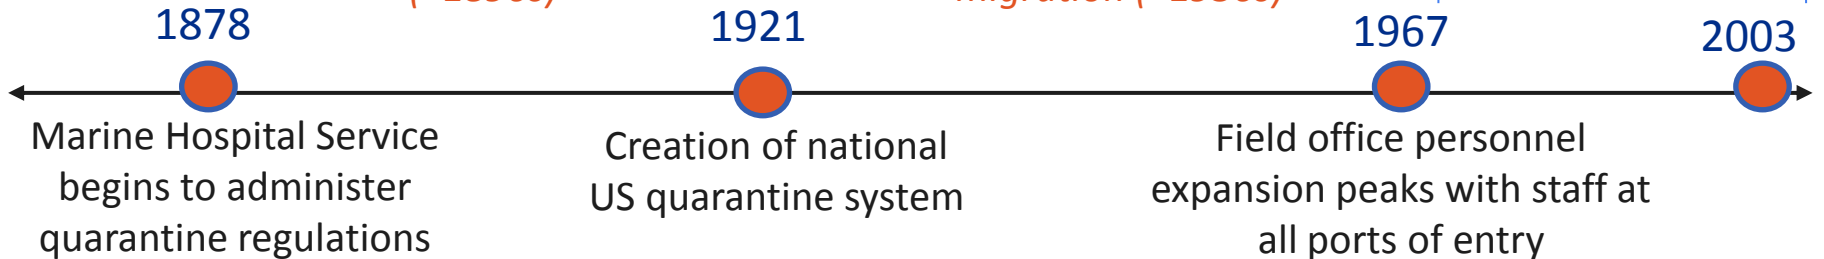 1878
Marine Hospital Service
begins to administer
quarantine regulations
1921
Creation of national
US quarantine system
migration
1967
Field office personnel
expansion peaks with staff at
all ports of entry
2003